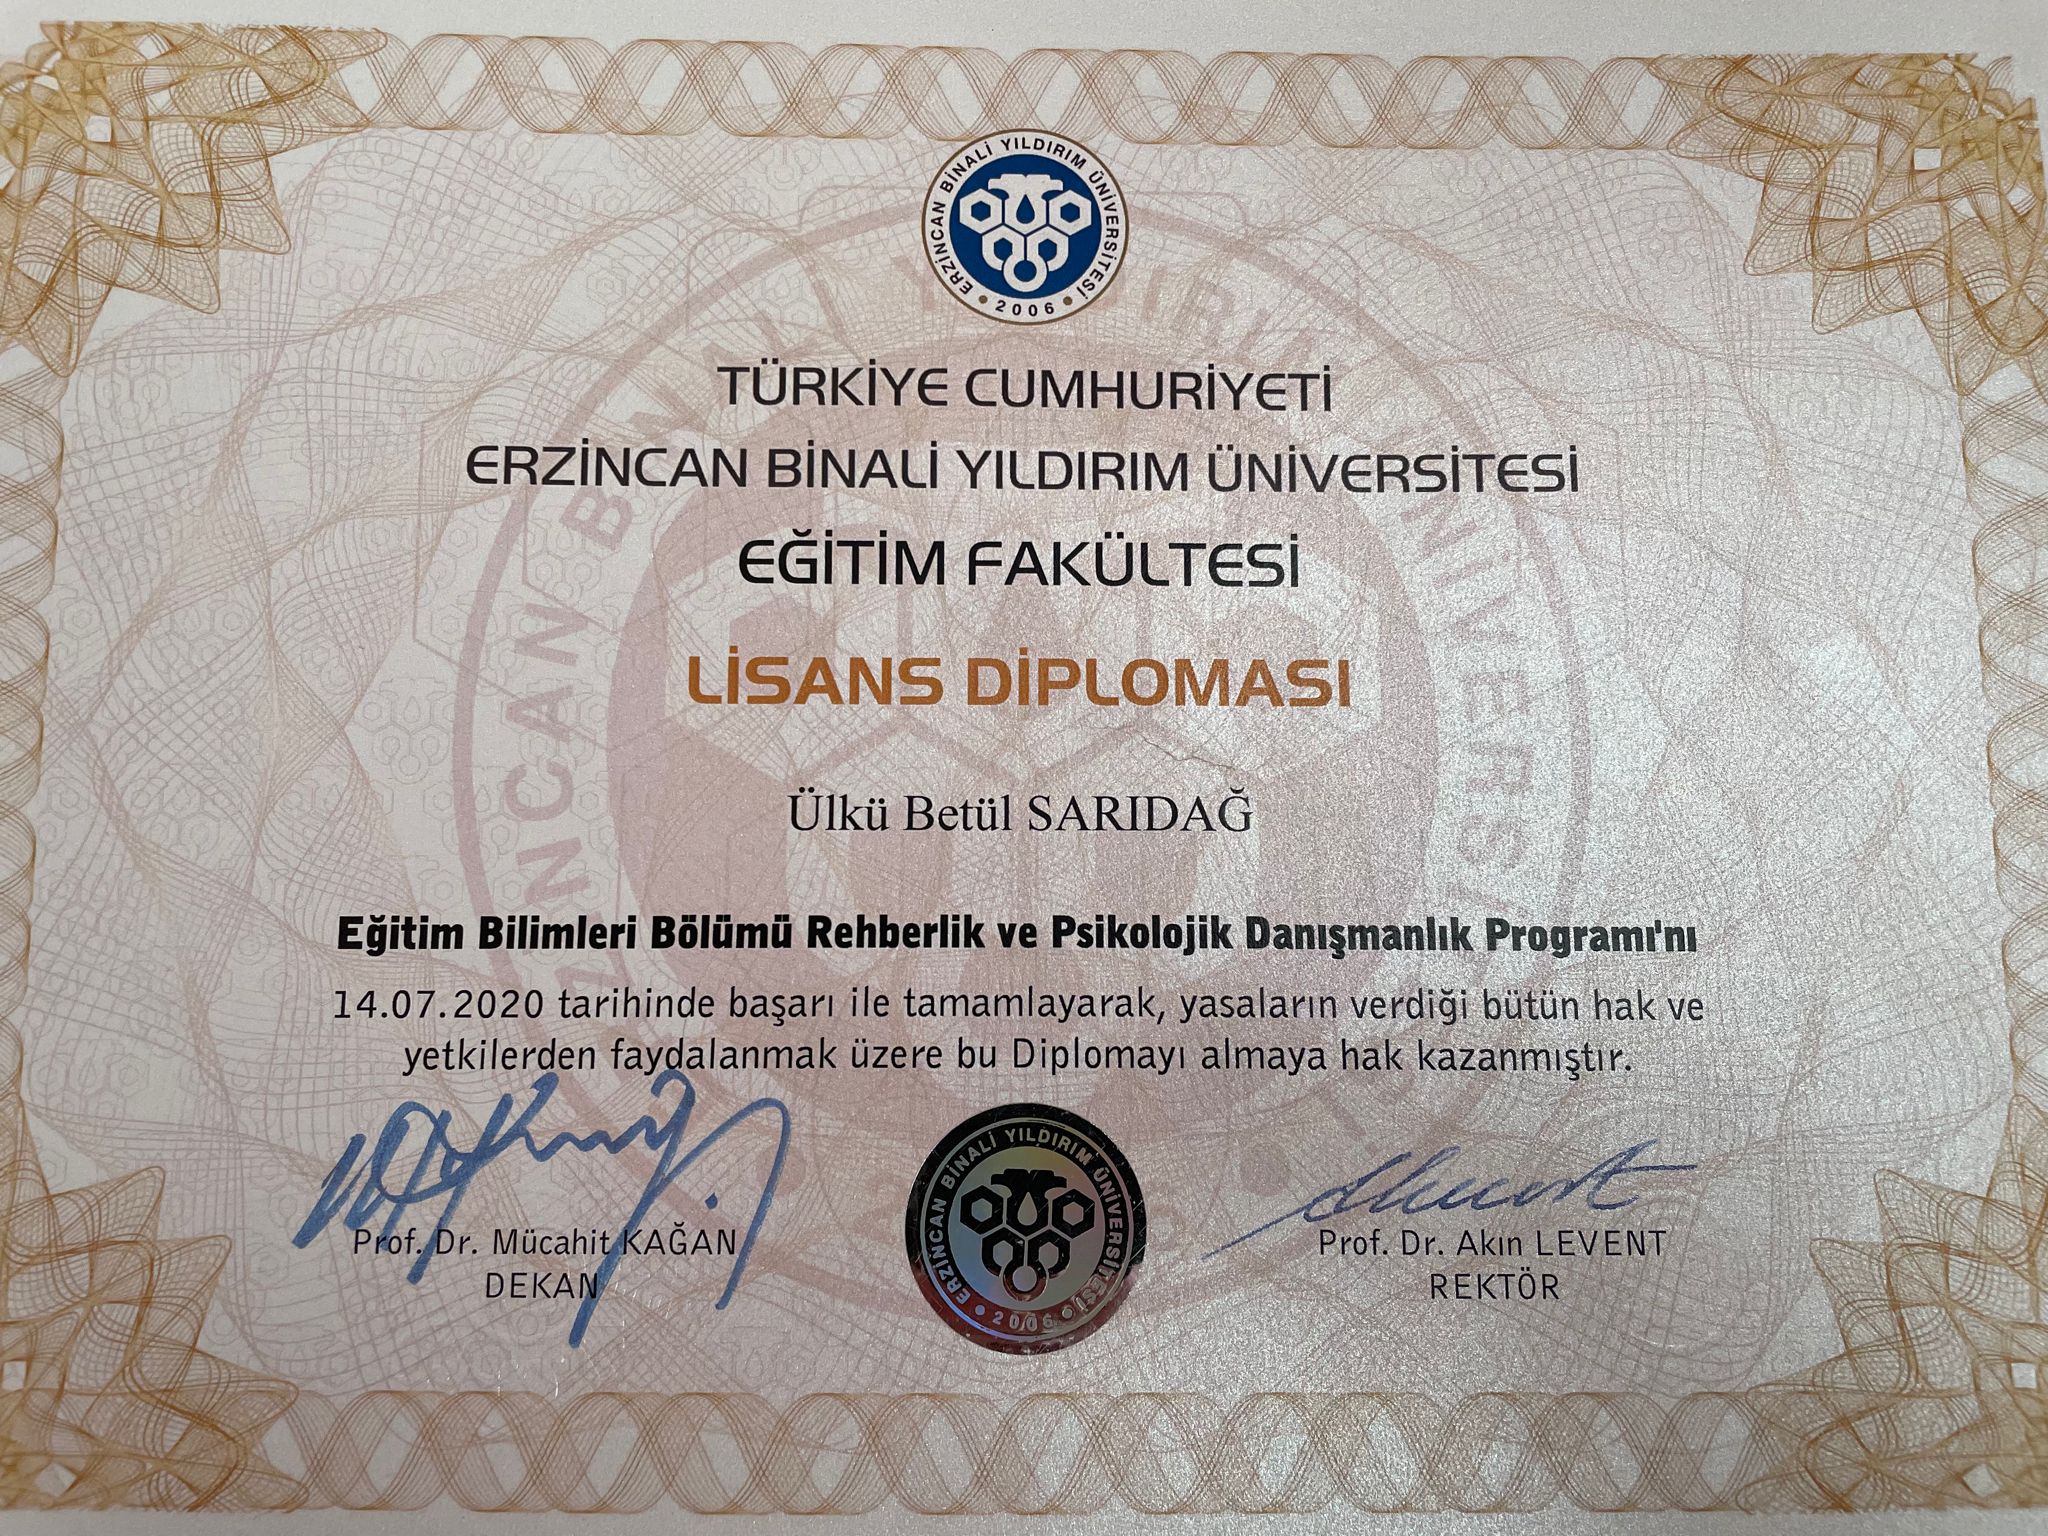 ERZİNCAN BİNALİ YILDIRIM ÜNİVERSİTESİ
2006
TÜRKİYE CUMHURİYETİ
ERZİNCAN BİNALİ YILDIRIM ÜNİVERSİTESİ
EĞİTİM FAKÜLTESİ
LİSANS DİPLOMASI
Ülkü Betül SARIDAĞ
Eğitim Bilimleri Bölümü Rehberlik ve Psikolojik Danışmanlık Programı'nı
14.07.2020 tarihinde başarı ile tamamlayarak, yasaların verdiği bütün hak ve
yetkilerden faydalanmak üzere bu Diplomayı almaya hak kazanmıştır.
Prof. Dr. Mücahit KAĞAN
DEKAN
ERZİNCAN BİNALİ YILDIRIM ÜNİVERSİTESİ
2006
Prof. Dr. Akın LEVENT
REKTÖR